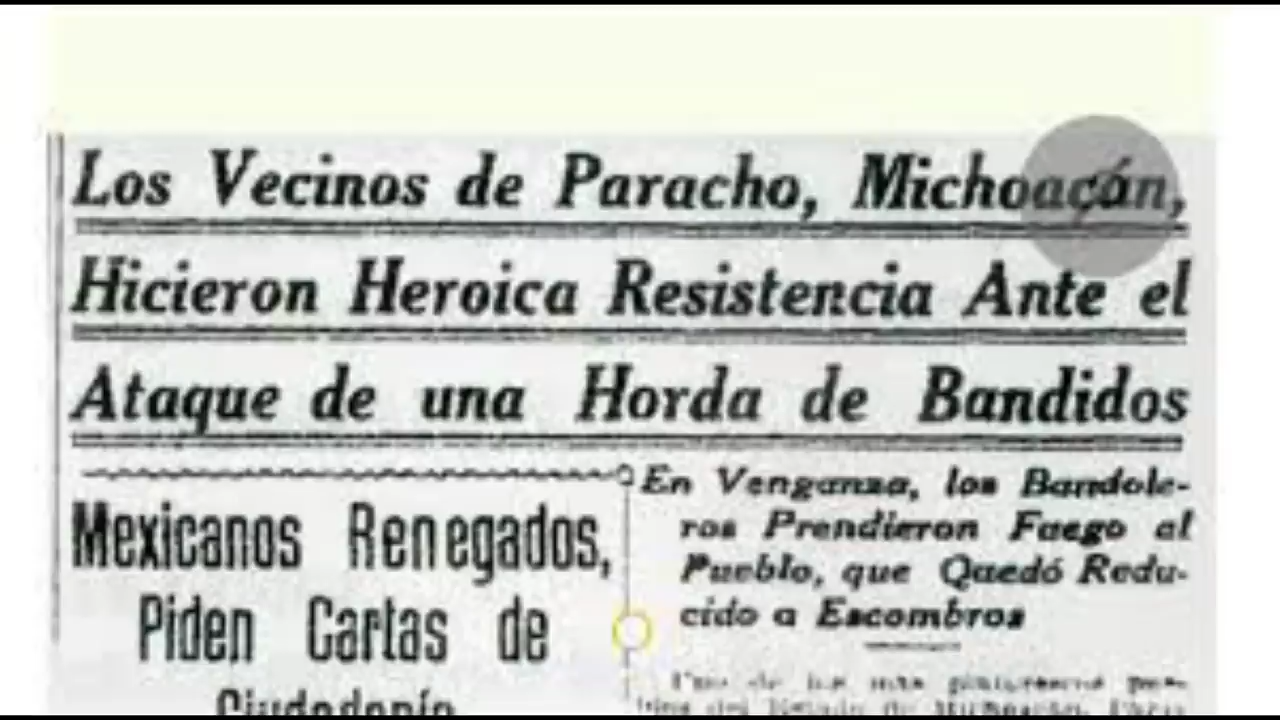 Los Vecinos de Paracho, Michoacán,
Hicieron Heroica Resistencia Ante el
Ataque de una Horda de Bandidos
En Venganza, los Bandole-
ros Prendieron Fuego al
Pueblo, que Quedó Redu-
cido a Escombros
Mexicanos Renegados,
Piden Cartas de
Ciudadanía